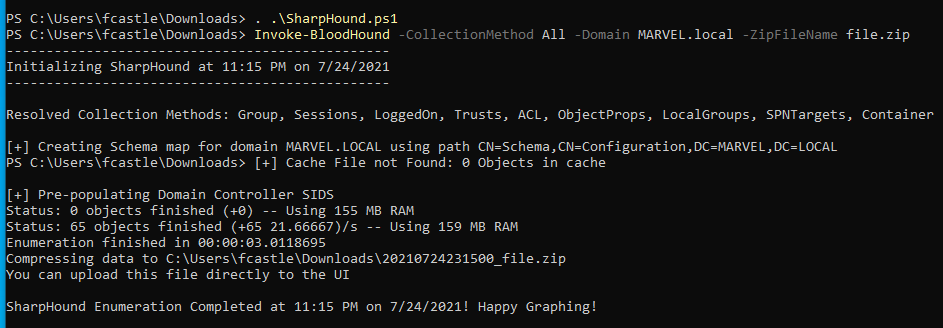 PS C:\Users\fcastle\Downloads> . .\SharpHound.ps1
PS C:\Users\fcastle\Downloads> Invoke-BloodHound -CollectionMethod All -Domain MARVEL.local -ZipFileName file.zip
------------------------------------------------
Initializing SharpHound at 11:15 PM on 7/24/2021
------------------------------------------------
Resolved Collection Methods: Group, Sessions, LoggedOn, Trusts, ACL, ObjectProps, LocalGroups, SPNTargets, Container
[+] Creating Schema map for domain MARVEL.LOCAL using path CN=Schema,CN=Configuration,DC=MARVEL,DC=LOCAL
PS C:\Users\fcastle\Downloads> [+] Cache File not Found: 0 Objects in cache
[+] Pre-populating Domain Controller SIDS
Status: 0 objects finished (+0) -- Using 155 MB RAM
Status: 65 objects finished (+65 21.66667)/s -- Using 159 MB RAM
Enumeration finished in 00:00:03.0118695
Compressing data to C:\Users\fcastle\Downloads\20210724231500_file.zip
You can upload this file directly to the UI
SharpHound Enumeration Completed at 11:15 PM on 7/24/2021! Happy Graphing!